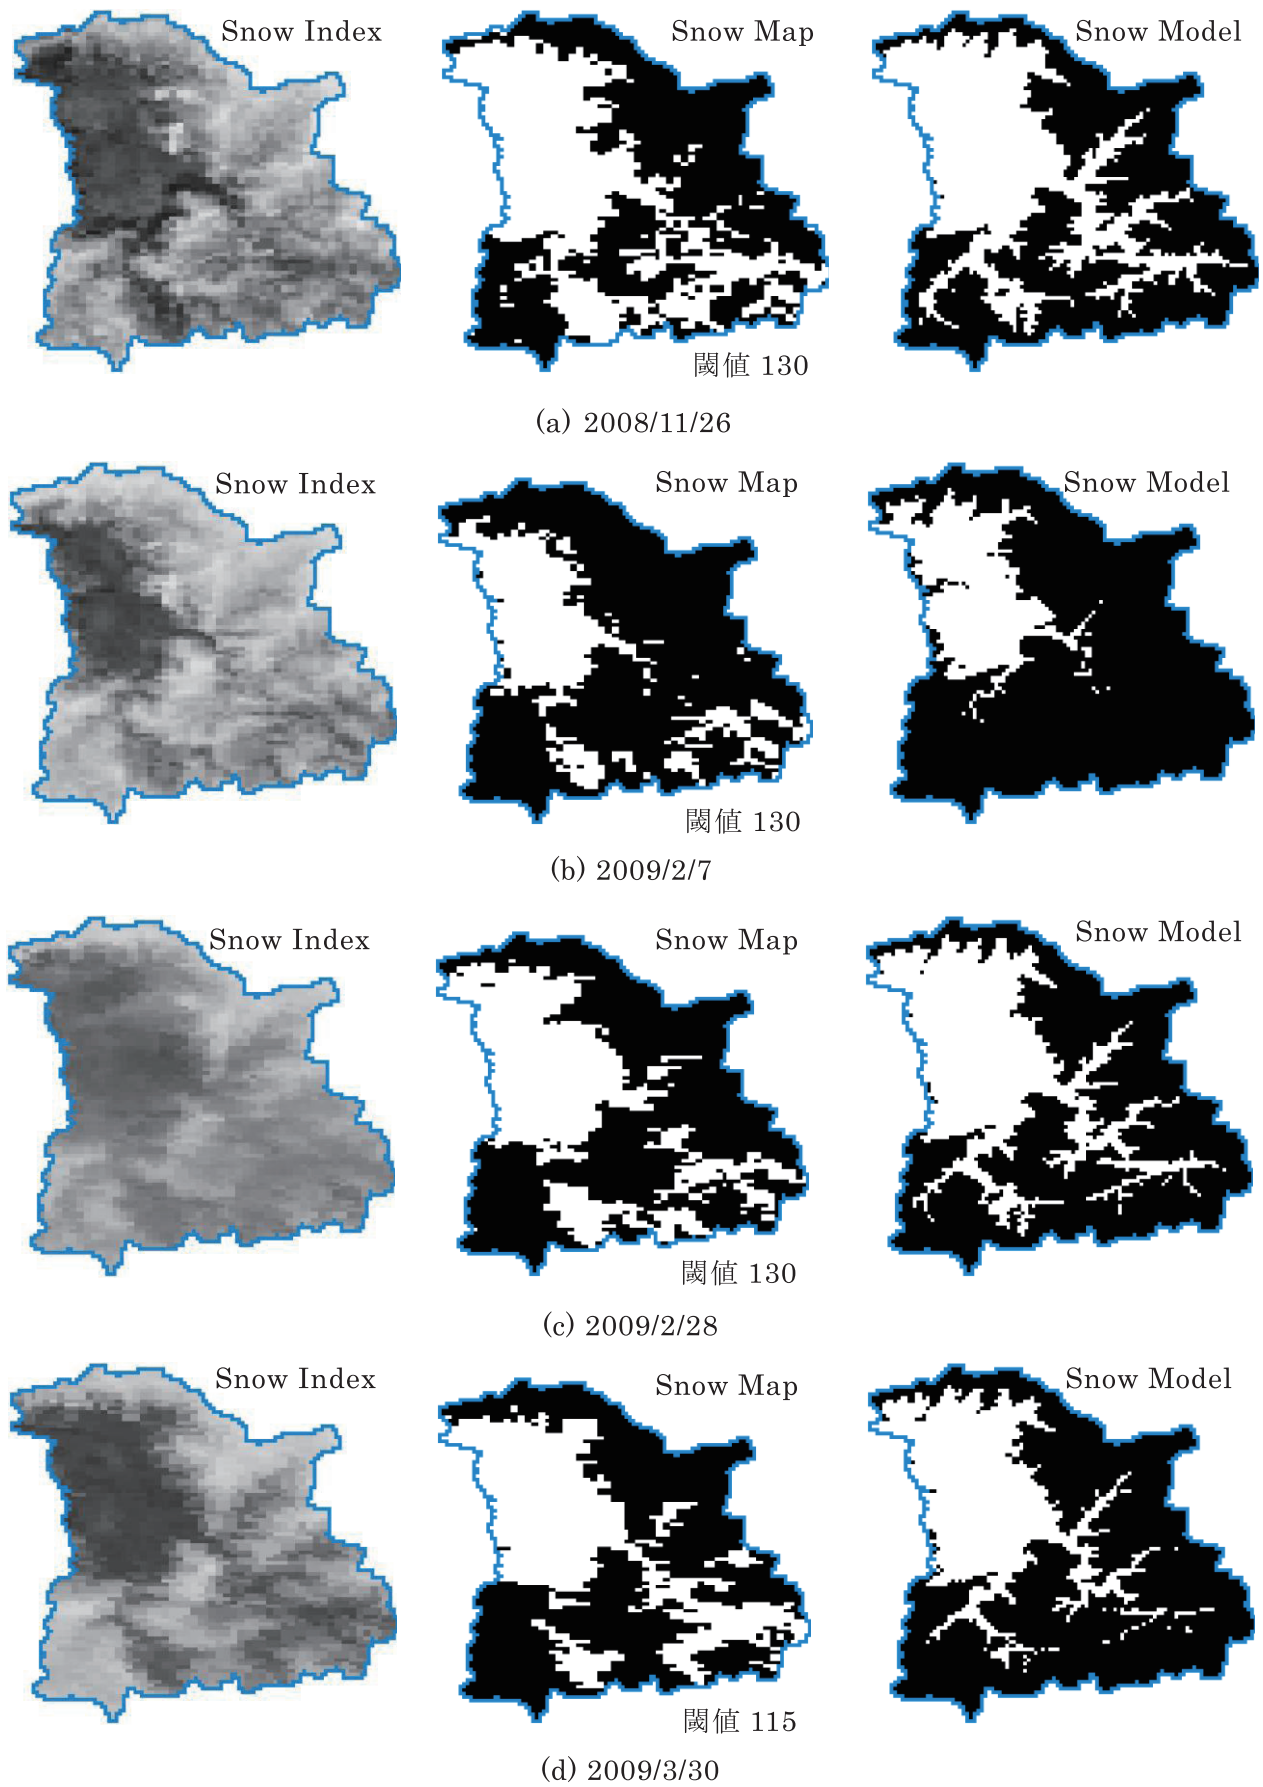 Snow Index
Snow Map
Snow Model
閾値 130
(a) 2008/11/26
Snow Index
Snow Map
Snow Model
閾値 130
(b) 2009/2/7
Snow Index
Snow Map
Snow Model
閾値 130
(c) 2009/2/28
Snow Index
Snow Map
Snow Model
閾値 115
(d) 2009/3/30